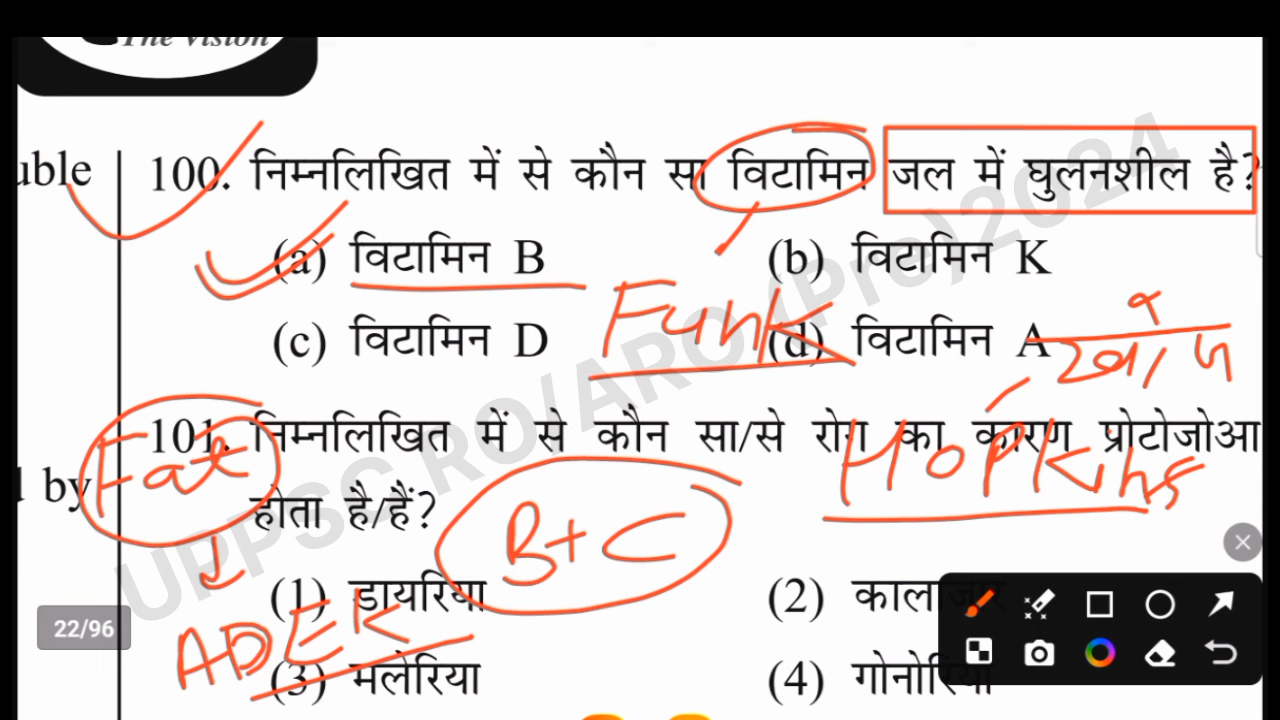 The Vision
uble
100. निम्नलिखित में से कौन सा विटामिन जल में घुलनशील है?
(a) विटामिन B
(b) विटामिन K
Funk
(c) विटामिन D
(d) विटामिन A
101. निम्नलिखित में से कौन सा/से रोग का कारण प्रोटोजोआ
Fat
Hopkins
by
होता है/हैं?
B+C
(1) डायरिया
(2) कालाजार
ADEK
(3) मलेरिया
(4) गोनोरिया
22/96
UPPSC RO/ARO (Pre) 2024